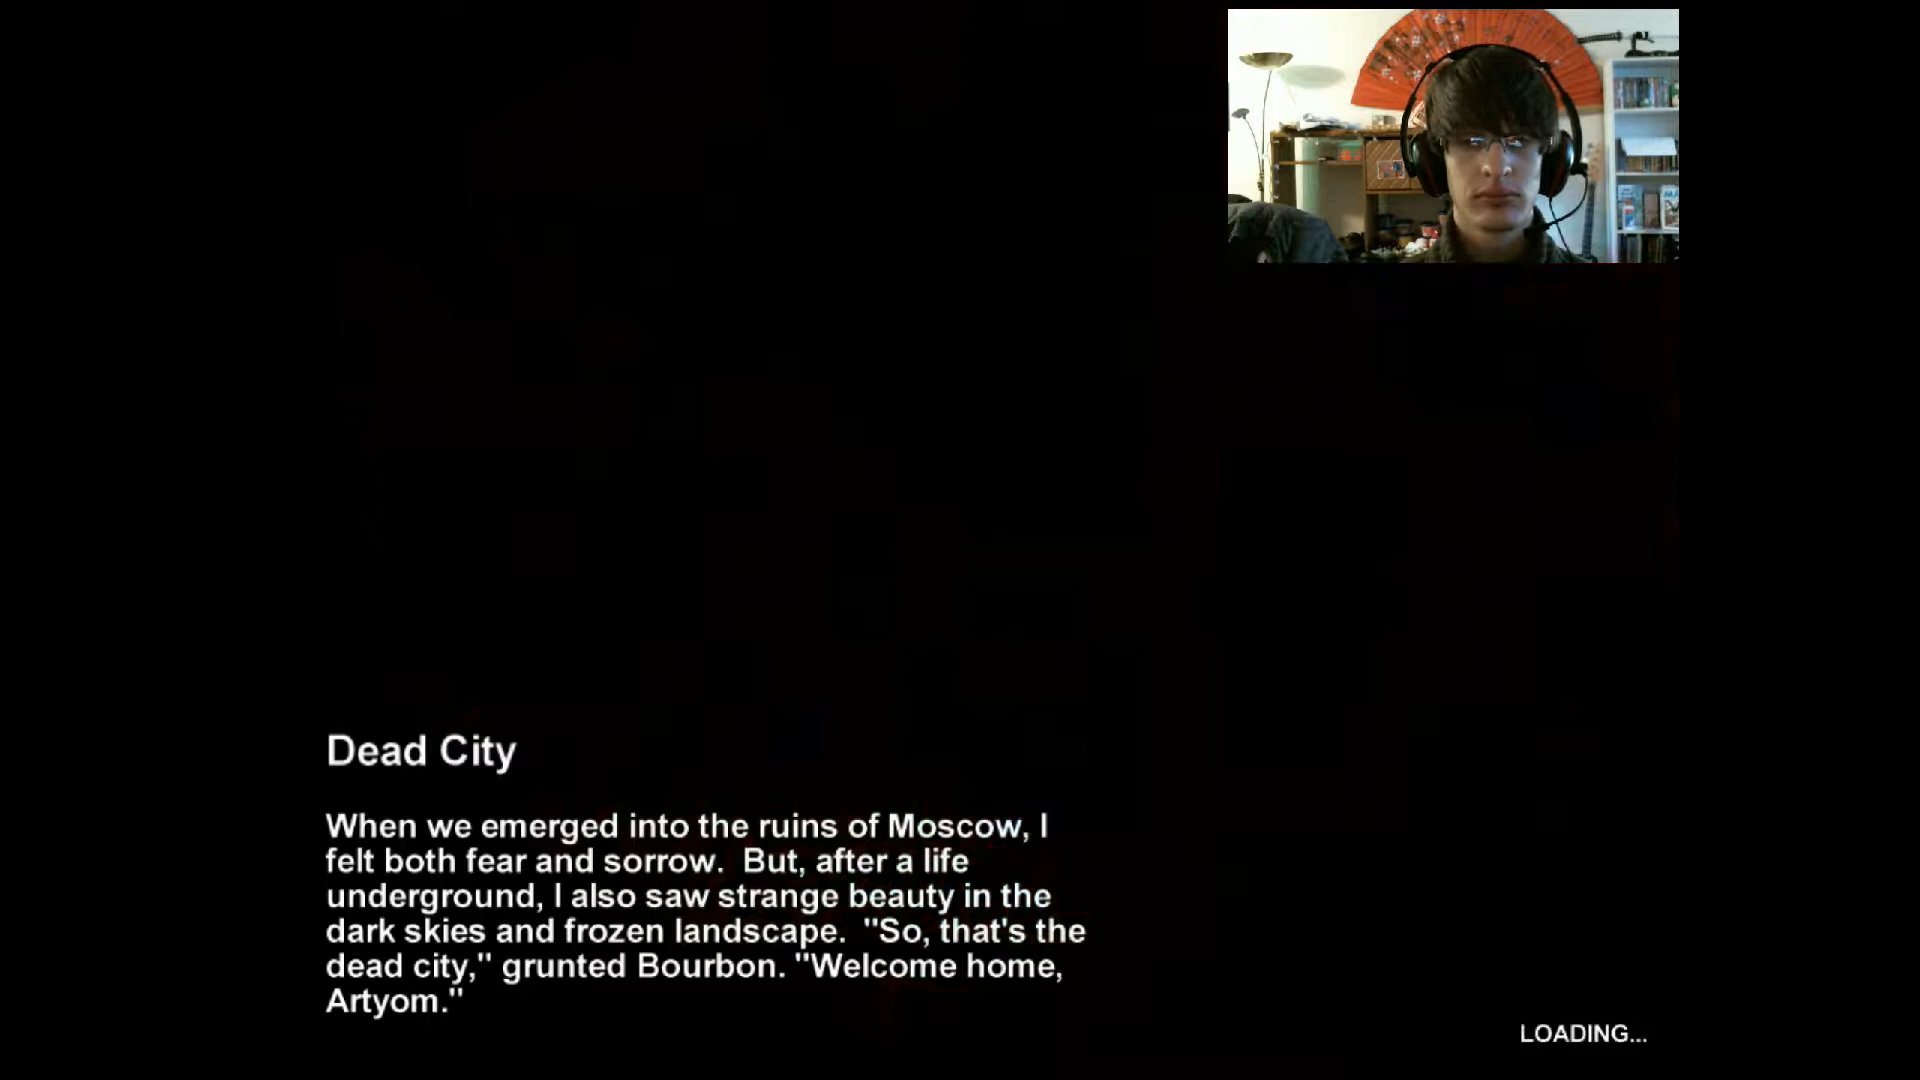 Dead City
When we emerged into the ruins of Moscow, I
felt both fear and sorrow.  But, after a life
underground, I also saw strange beauty in the
dark skies and frozen landscape.  "So, that's the
dead city," grunted Bourbon. "Welcome home,
Artyom."
LOADING...